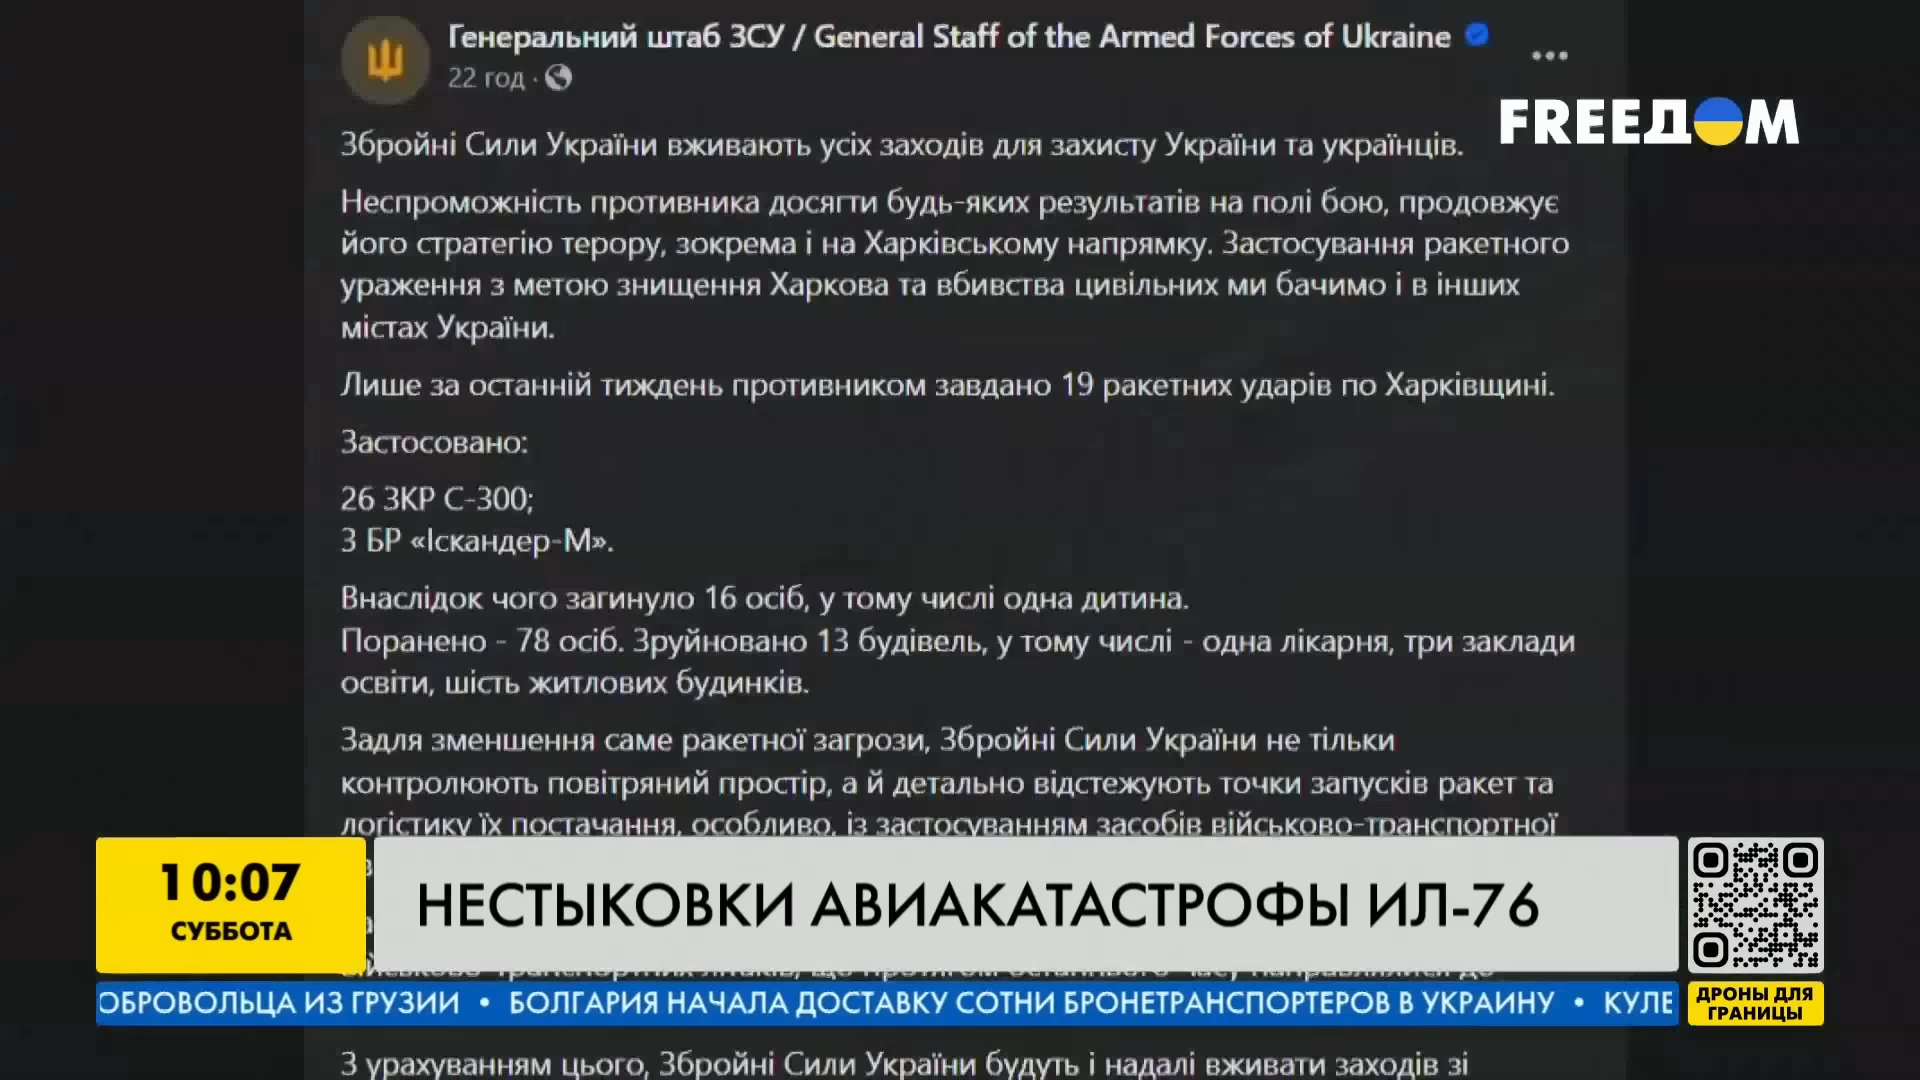 Генеральний штаб ЗСУ / General Staff of the Armed Forces of Ukraine
22 год ·
FREEДOM
Збройні Сили України вживають усіх заходів для захисту України та українців.
Неспроможність противника досягти будь-яких результатів на полі бою, продовжує
його стратегію терору, зокрема і на Харківському напрямку. Застосування ракетного
ураження з метою знищення Харкова та вбивства цивільних ми бачимо і в інших
містах України.
Лише за останній тиждень противником завдано 19 ракетних ударів по Харківщині.
Застосовано:
26 ЗКР С-300;
3 БР «Іскандер-М».
Внаслідок чого загинуло 16 осіб, у тому числі одна дитина.
Поранено - 78 осіб. Зруйновано 13 будівель, у тому числі - одна лікарня, три заклади
освіти, шість житлових будинків.
Задля зменшення саме ракетної загрози, Збройні Сили України не тільки
контролюють повітряний простір, а й детально відстежують точки запусків ракет та
логістику їх постачання, особливо, із застосуванням засобів військово-транспортної
10:07
СУББОТА
НЕСТЫКОВКИ АВИАКАТАСТРОФЫ ИЛ-76
ОБРОВОЛЬЦА ИЗ ГРУЗИИ • БОЛГАРИЯ НАЧАЛА ДОСТАВКУ СОТНИ БРОНЕТРАНСПОРТЕРОВ В УКРАИНУ • КУЛЕ
ДРОНЫ ДЛЯ
ГРАНИЦЫ
З урахуванням цього, Збройні Сили України будуть і надалі вживати заходів зі